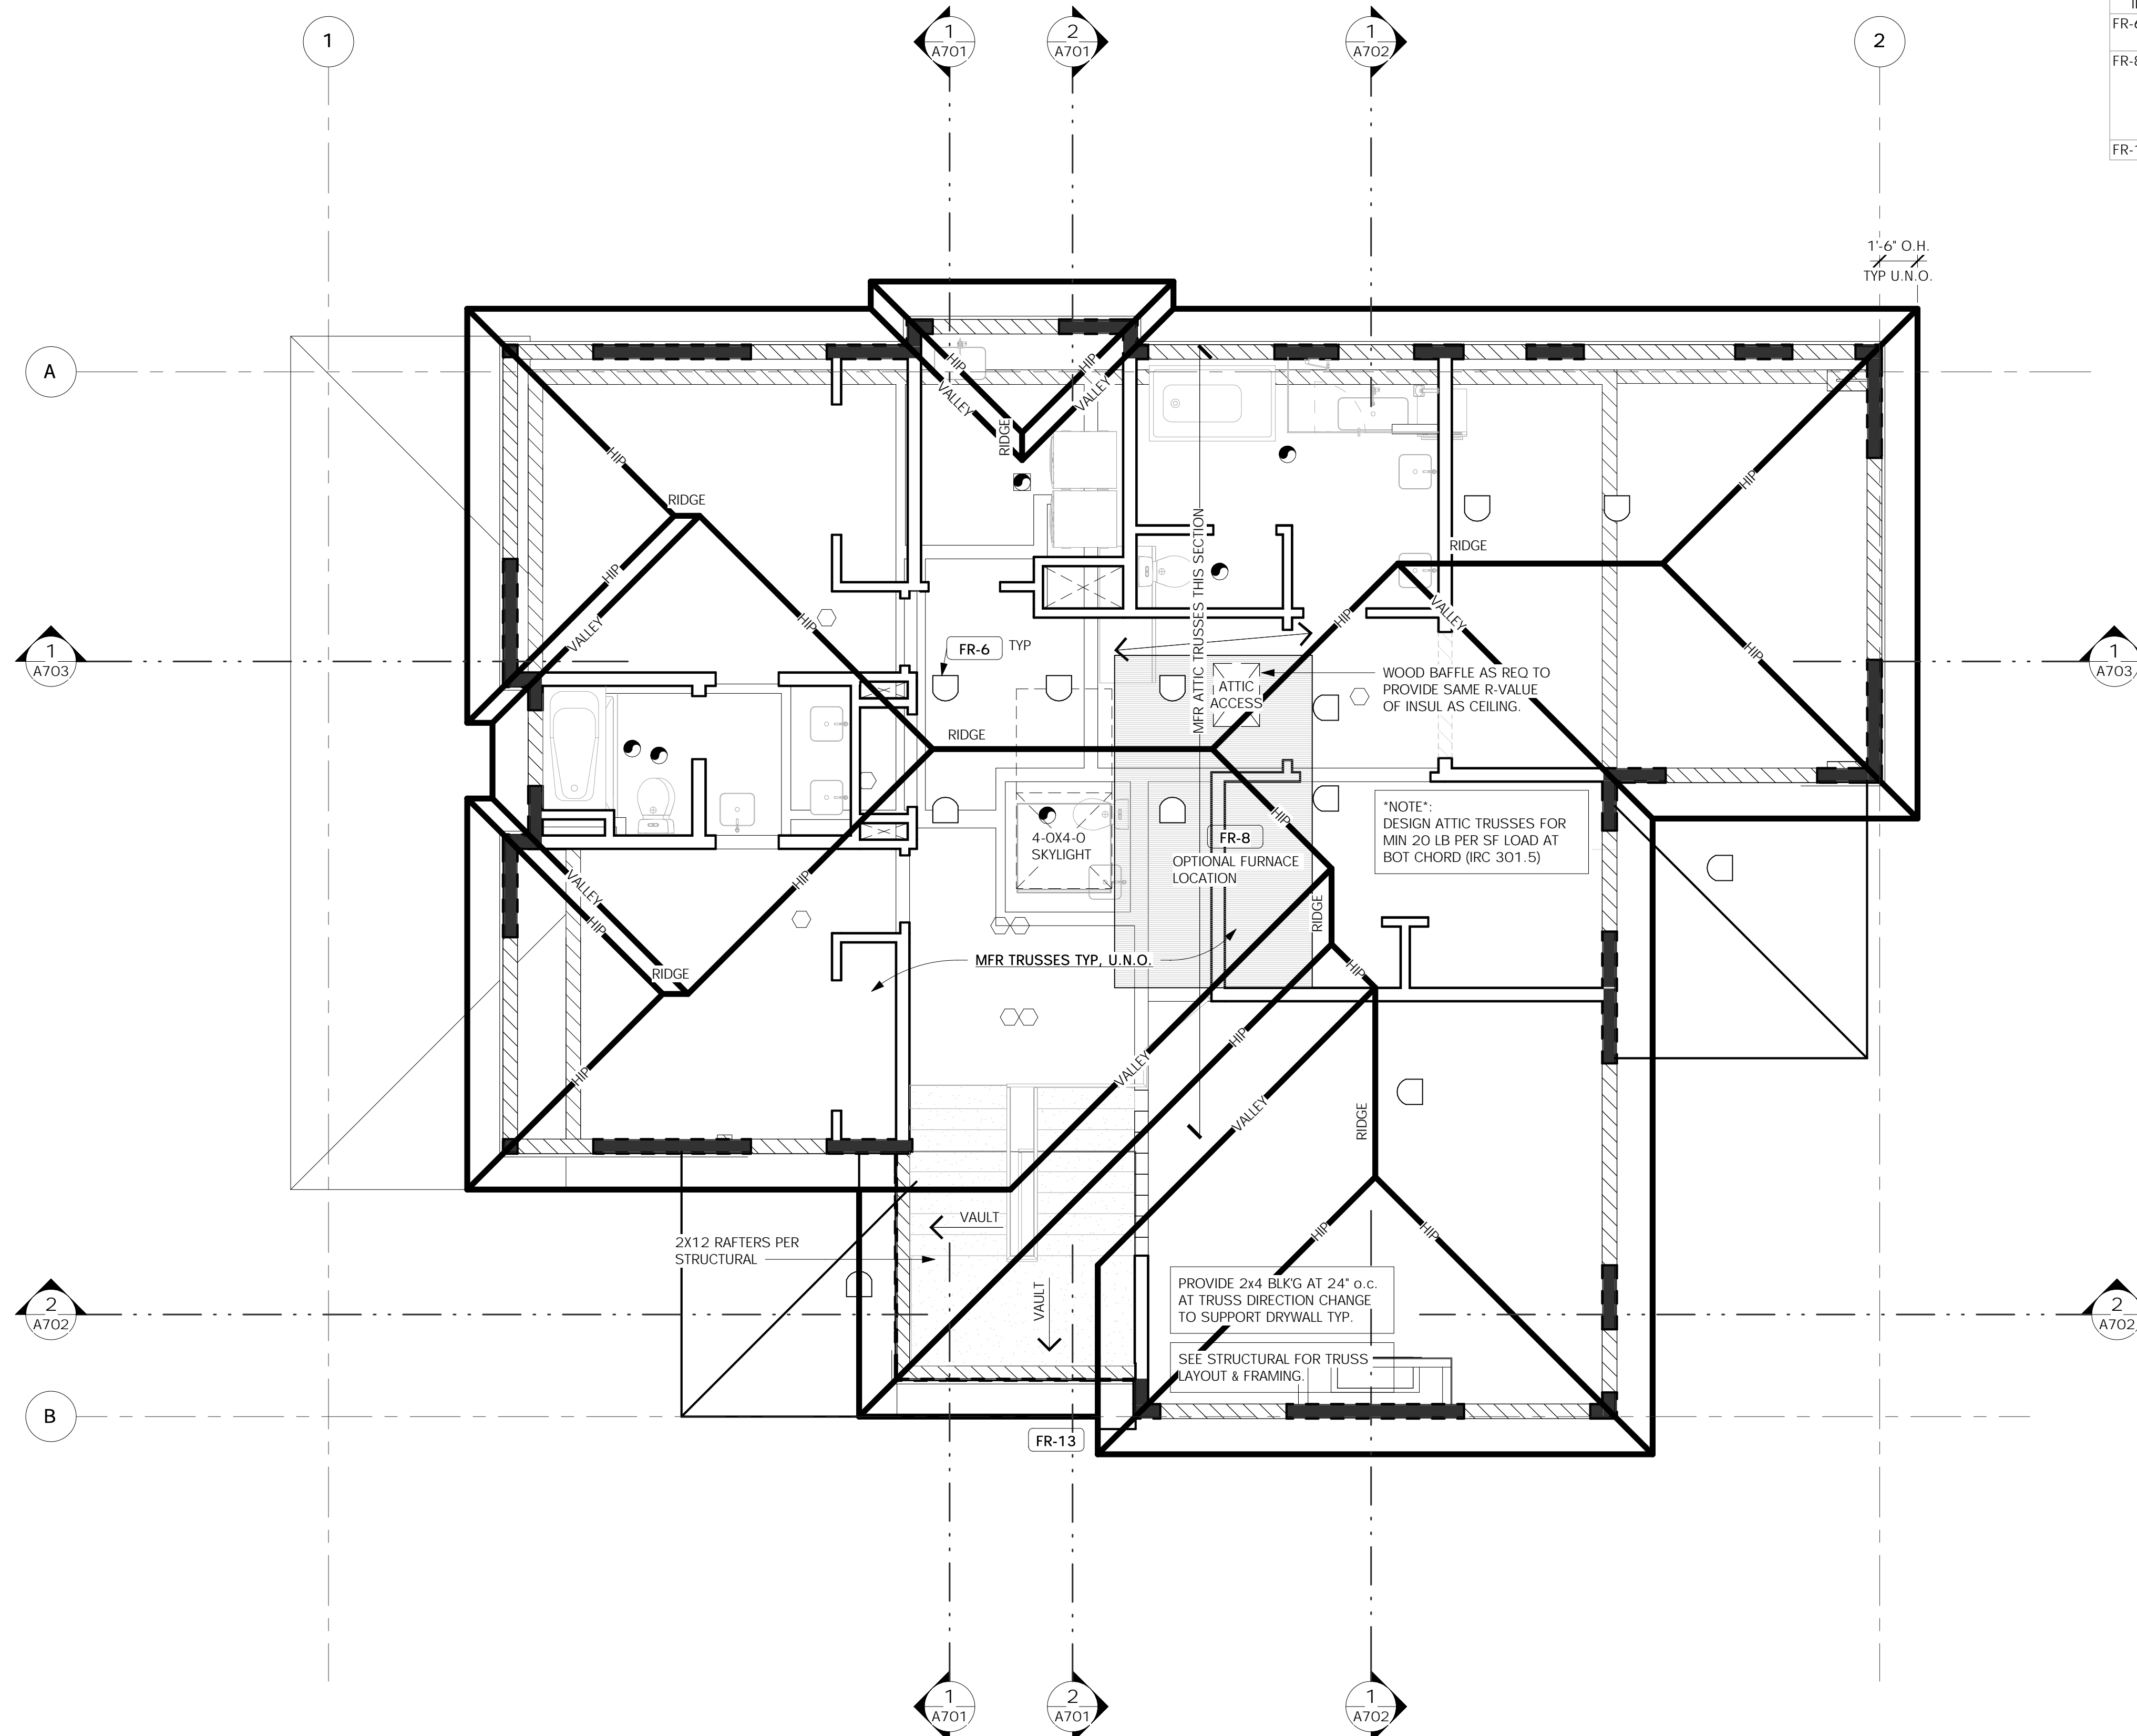 1
1
A701
2
A701
1
A702
2
FR-6
FR-8
FR-1
1'-6" O.H.
TYP U.N.O.
A
HIP
HIP
VALLEY
VALLEY
RIDGE
HIP
RIDGE
HIP
RIDGE
HIP
VALLEY
HIP
HIP
VALLEY
HIP
MFR ATTIC TRUSSES THIS SECTION
1
A703
FR-6 TYP
1
A703
ATTIC
ACCESS
WOOD BAFFLE AS REQ TO
PROVIDE SAME R-VALUE
OF INSUL AS CEILING.
RIDGE
*NOTE*:
DESIGN ATTIC TRUSSES FOR
MIN 20 LB PER SF LOAD AT
BOT CHORD (IRC 301.5)
HIP
4-0X4-0
SKYLIGHT
FR-8
OPTIONAL FURNACE
LOCATION
VALLEY
HIP
HIP
RIDGE
RIDGE
MFR TRUSSES TYP, U.N.O.
HIP
HIP
HIP
VALLEY
VALLEY
RIDGE
VAULT
HIP
HIP
2X12 RAFTERS PER
STRUCTURAL
VAULT
PROVIDE 2x4 BLK'G AT 24" o.c.
AT TRUSS DIRECTION CHANGE
TO SUPPORT DRYWALL TYP.
2
A702
2
A702
SEE STRUCTURAL FOR TRUSS
LAYOUT & FRAMING.
B
FR-13
1
A701
2
A701
1
A702